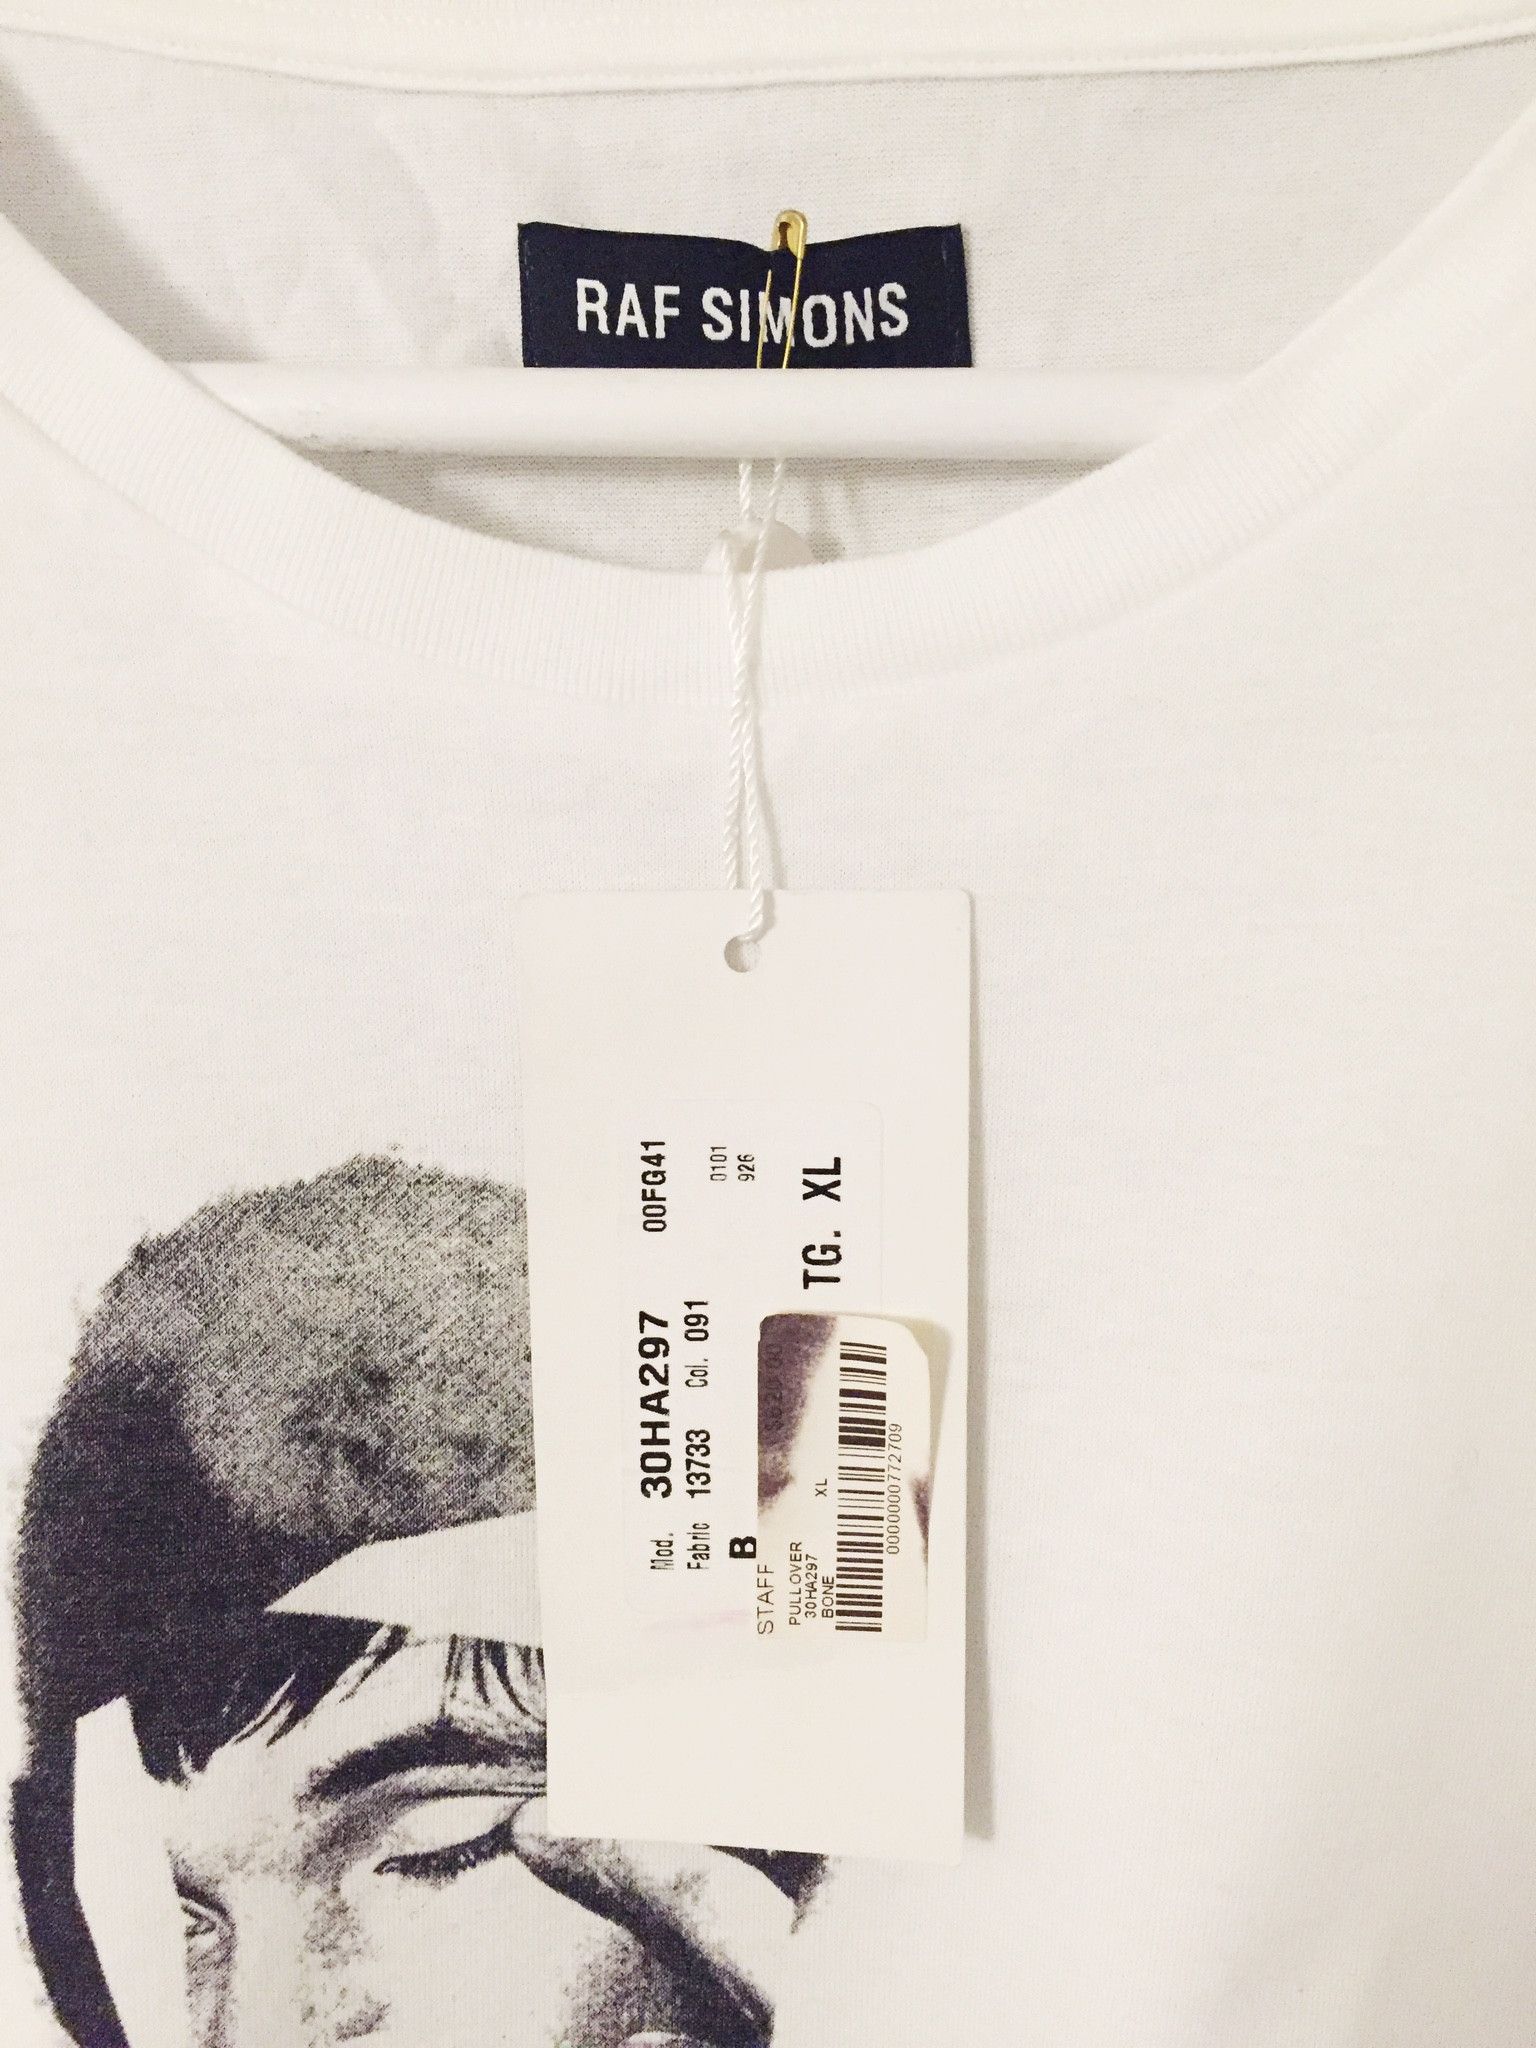 RAF SIMONS
Mod. 30HA297 00FG41
Fabric 13733 Col. 091
0101
B 926
TG. XL
STAFF
PULLOVER
30HA297 XL
BONE
0000000772709